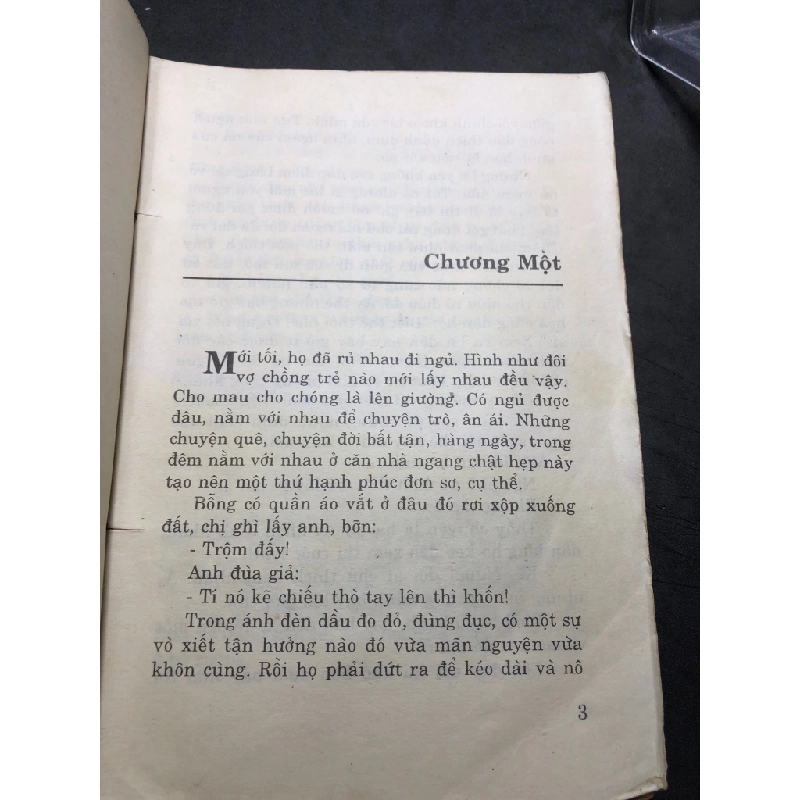 Chương Một
Mới tối, họ đã rủ nhau đi ngủ. Hình như đôi
vợ chồng trẻ nào mới lấy nhau đều vậy.
Cho mau cho chóng là lên giường. Có ngủ được
đâu, nằm với nhau để chuyện trò, ân ái. Những
chuyện quê, chuyện đời bất tận, hàng ngày, trong
đêm nằm với nhau ở căn nhà ngang chật hẹp này
tạo nên một thứ hạnh phúc đơn sơ, cụ thể.
Bỗng có quần áo vắt ở đâu đó rơi xộp xuống
đất, chị ghì lấy anh, bỡn:
- Trộm đấy!
Anh đùa giả:
- Tí nó kẽ chiếu thò tay lên thì khốn!
Trong ánh đèn dầu đo đỏ, đùng đục, có một sự
vồ xiết tận hưởng nào đó vừa mãn nguyện vừa
khôn cùng. Rồi họ phải dứt ra để kéo dài và nô
3